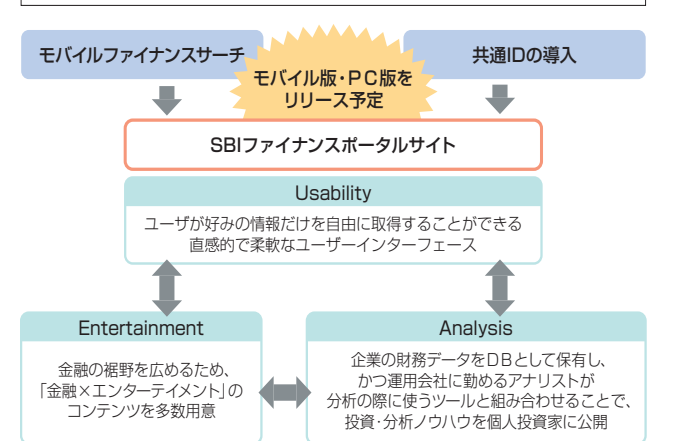 モバイルファイナンスサーチ
モバイル版・PC版を
リリース予定
共通IDの導入
SBIファイナンスポータルサイト
Usability
ユーザが好みの情報だけを自由に取得することができる
直感的で柔軟なユーザーインターフェース
Entertainment
金融の裾野を広めるため、
「金融×エンターテイメント」の
コンテンツを多数用意
Analysis
企業の財務データをDBとして保有し、
かつ運用会社に勤めるアナリストが
分析の際に使うツールと組み合わせることで、
投資・分析ノウハウを個人投資家に公開